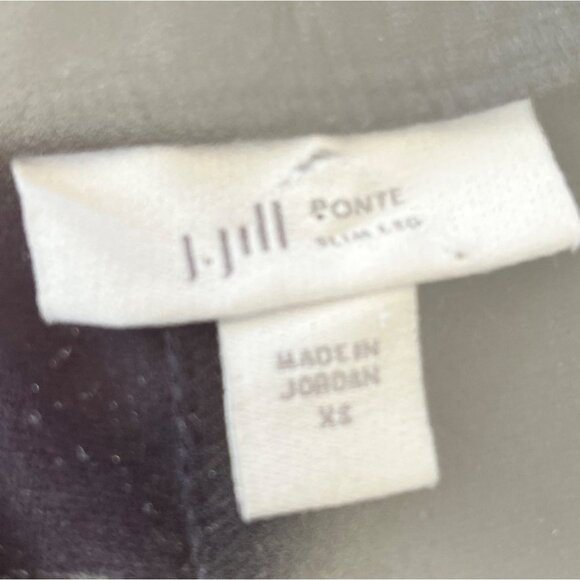 J.Jill PONTE
SLIM LEG
MADE IN
JORDAN
XS